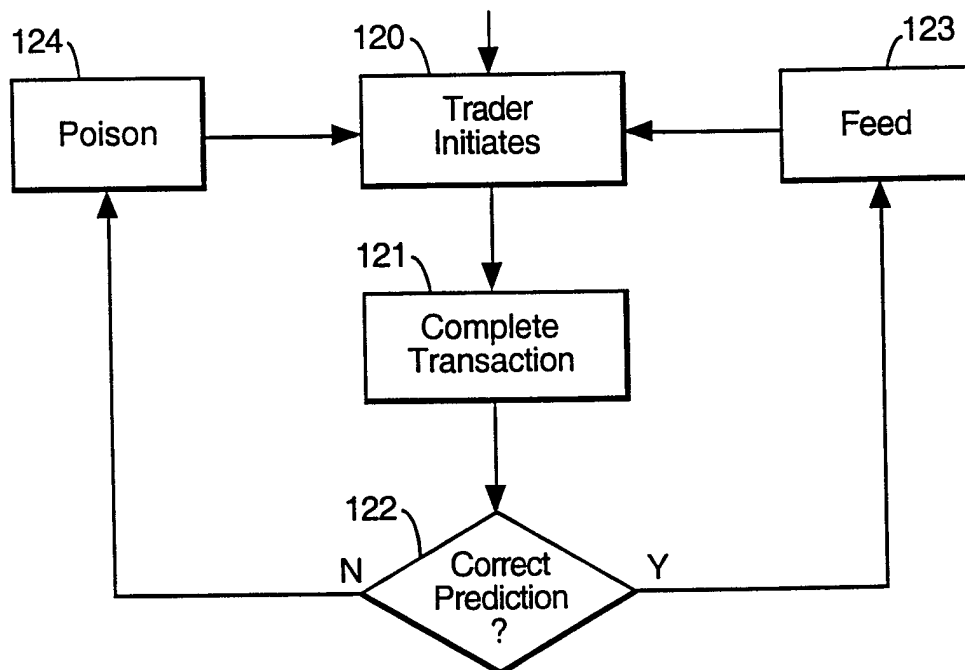 124
Poison
120
Trader
Initiates
123
Feed
121
Complete
Transaction
122
N
Correct
Prediction
?
Y